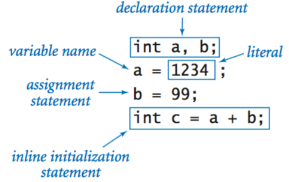 declaration statement
variable name
int a, b;
literal
a = 1234 ;
assignment
statement
b = 99;
int c = a + b;
inline initialization
statement